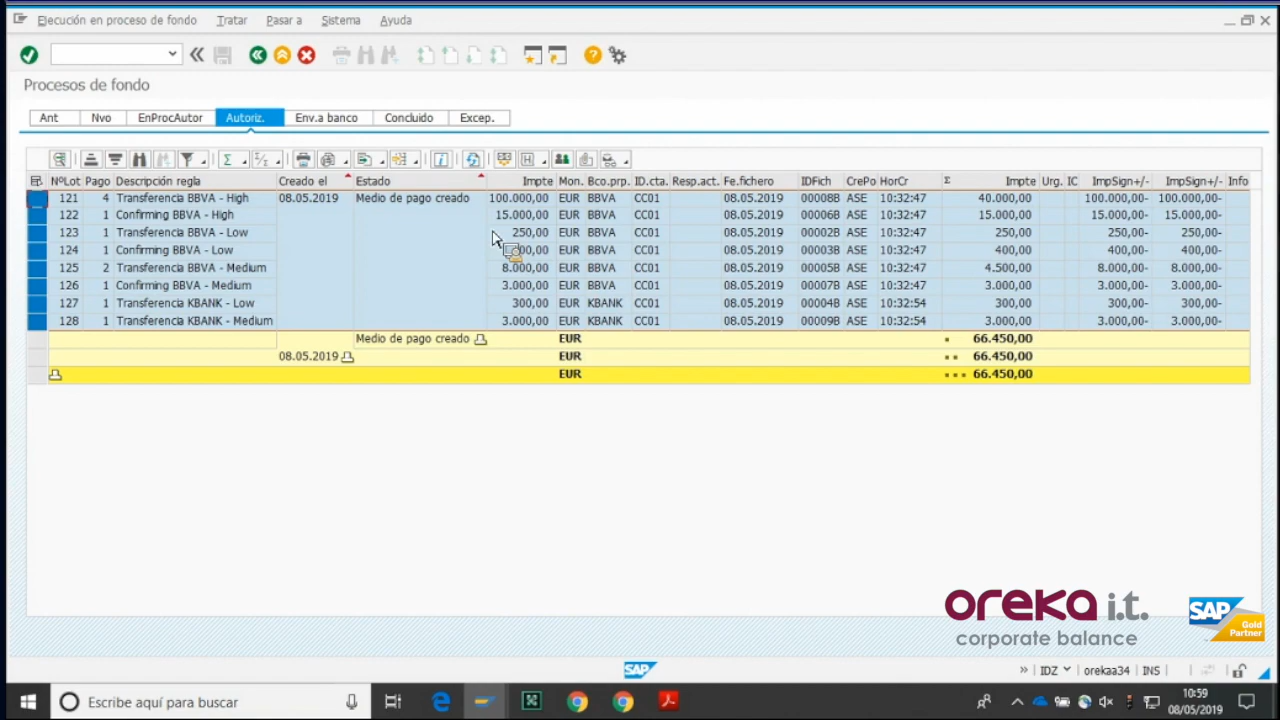 Ejecución en proceso de fondo Tratar Pasar a Sistema Ayuda
Procesos de fondo
Ant Nvo EnProcAutor Autoriz. Env.a banco Concluido Excep.
NºLot Pago Descripción regla Creado el Estado Impte Mon. Bco.prp. ID.cta. Resp.act. Fe.fichero IDFich CrePo HorCr Σ Impte Urg. IC ImpSign+/- ImpSign+/- Info
121 4 Transferencia BBVA - High 08.05.2019 Medio de pago creado 100.000,00 EUR BBVA CC01 08.05.2019 00008B ASE 10:32:47 40.000,00 100.000,00- 100.000,00-
122 1 Confirming BBVA - High 15.000,00 EUR BBVA CC01 08.05.2019 00006B ASE 10:32:47 15.000,00 15.000,00- 15.000,00-
123 1 Transferencia BBVA - Low 250,00 EUR BBVA CC01 08.05.2019 00002B ASE 10:32:47 250,00 250,00- 250,00-
124 1 Confirming BBVA - Low EUR BBVA CC01 08.05.2019 00003B ASE 10:32:47 400,00 400,00- 400,00-
125 2 Transferencia BBVA - Medium 8.000,00 EUR BBVA CC01 08.05.2019 00005B ASE 10:32:47 4.500,00 8.000,00- 8.000,00-
126 1 Confirming BBVA - Medium 3.000,00 EUR BBVA CC01 08.05.2019 00007B ASE 10:32:47 3.000,00 3.000,00- 3.000,00-
127 1 Transferencia KBANK - Low 300,00 EUR KBANK CC01 08.05.2019 00004B ASE 10:32:54 300,00 300,00- 300,00-
128 1 Transferencia KBANK - Medium 3.000,00 EUR KBANK CC01 08.05.2019 00009B ASE 10:32:54 3.000,00 3.000,00- 3.000,00-
Medio de pago creado EUR 66.450,00
08.05.2019 EUR 66.450,00
EUR 66.450,00
oreka i.t.
corporate balance
SAP Gold
Partner
SAP » IDZ orekaa34 INS
Escribe aquí para buscar 10:59
08/05/2019